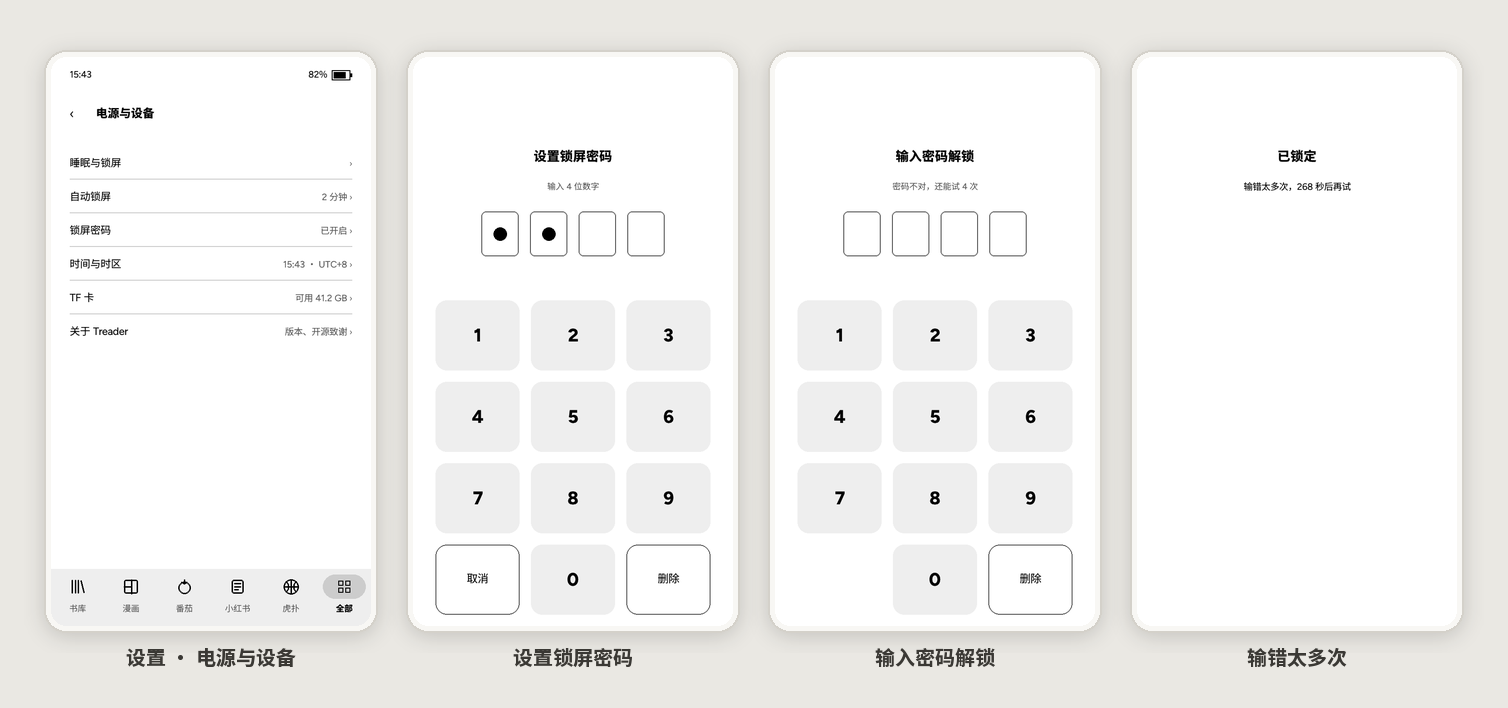 15:43 82%
‹ 电源与设备
睡眠与锁屏 ›
自动锁屏 2 分钟 ›
锁屏密码 已开启 ›
时间与时区 15:43 · UTC+8 ›
TF 卡 可用 41.2 GB ›
关于 Treader 版本、开源致谢 ›
书库 漫画 番茄 小红书 虎扑 全部
设置 · 电源与设备
设置锁屏密码
输入 4 位数字
1 2 3
4 5 6
7 8 9
取消 0 删除
设置锁屏密码
输入密码解锁
密码不对，还能试 4 次
1 2 3
4 5 6
7 8 9
0 删除
输入密码解锁
已锁定
输错太多次，268 秒后再试
输错太多次